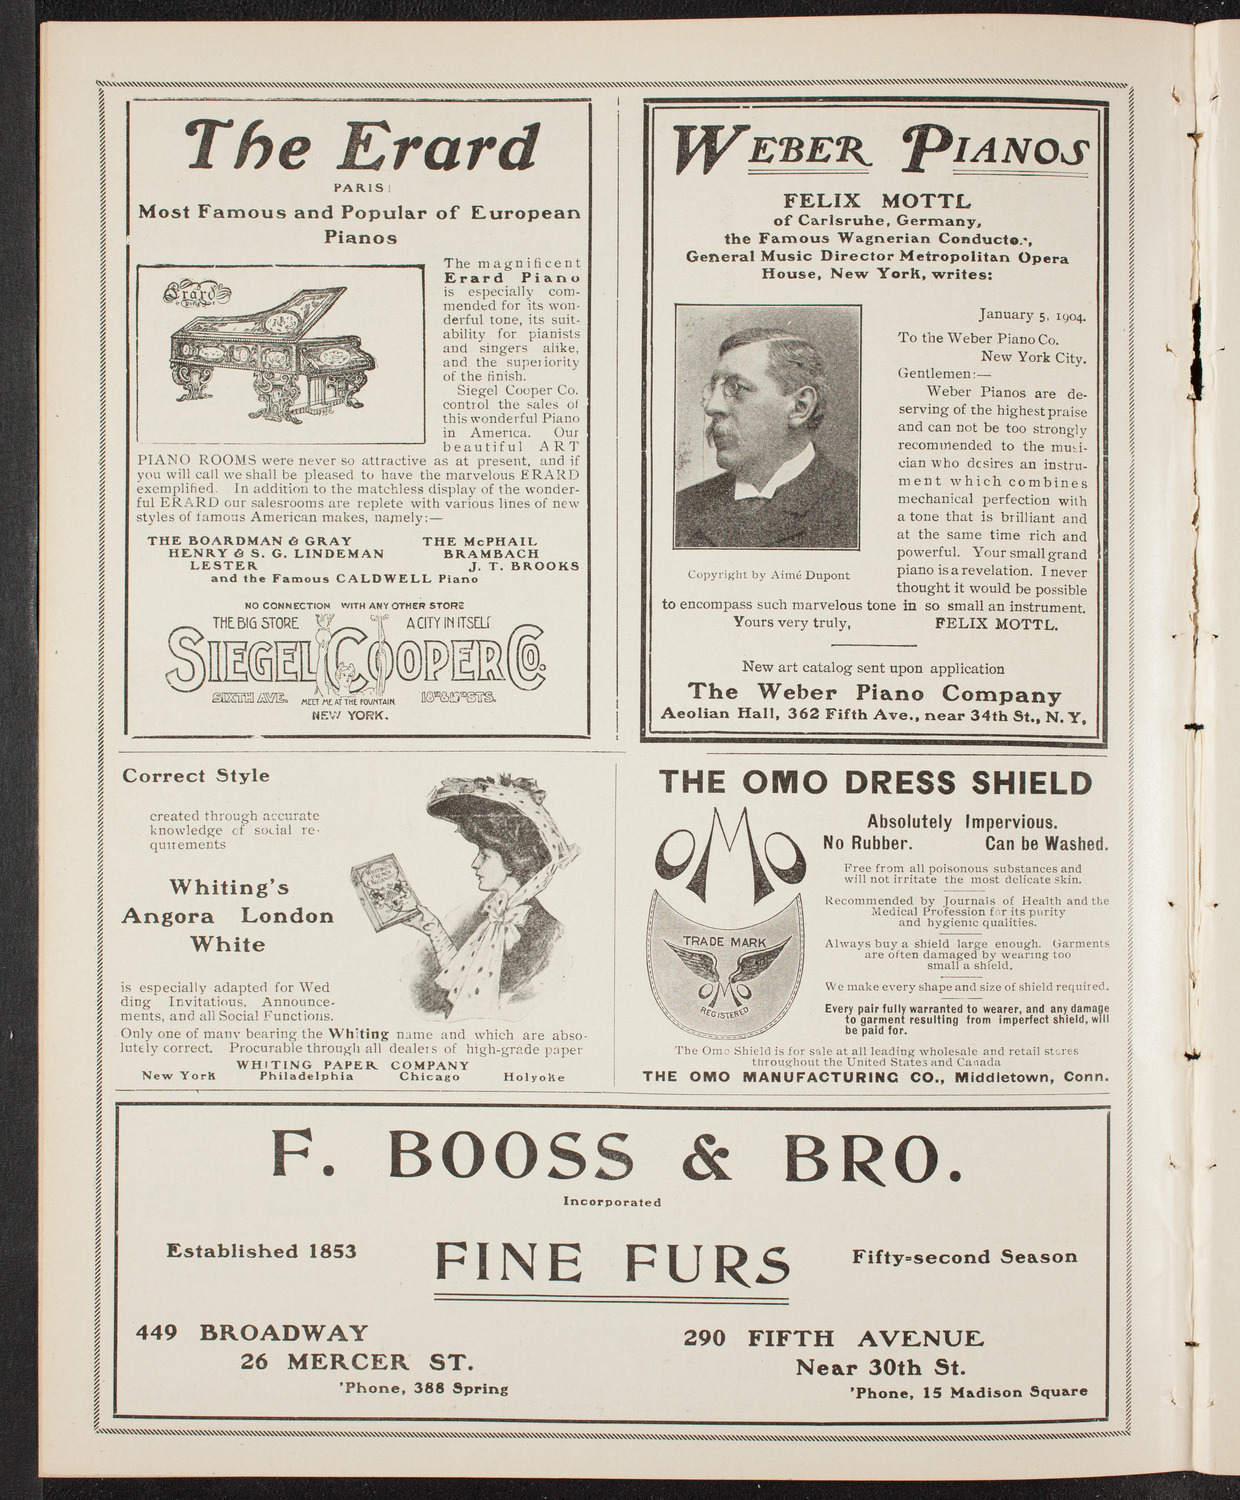 The Erard
PARIS
Most Famous and Popular of European
Pianos
Erard
The magnificent
Erard Piano
is especially com-
mended for its won-
derful tone, its suit-
ability for pianists
and singers alike,
and the superiority
of the finish.
Siegel Cooper Co.
control the sales of
this wonderful Piano
in America. Our
beautiful ART
PIANO ROOMS were never so attractive as at present, and if
you will call we shall be pleased to have the marvelous ERARD
exemplified. In addition to the matchless display of the wonder-
ful ERARD our salesrooms are replete with various lines of new
styles of famous American makes, namely:—
THE BOARDMAN & GRAY THE McPHAIL
HENRY & S. G. LINDEMAN BRAMBACH
LESTER J. T. BROOKS
and the Famous CALDWELL Piano
NO CONNECTION WITH ANY OTHER STORE
THE BIG STORE A CITY IN ITSELF
SIEGEL COOPER CO.
SIXTH AVE. MEET ME AT THE FOUNTAIN 18TH & 19TH STS.
NEW YORK.
WEBER PIANOS
FELIX MOTTL
of Carlsruhe, Germany,
the Famous Wagnerian Conductor,
General Music Director Metropolitan Opera
House, New York, writes:
January 5, 1904.
To the Weber Piano Co.
New York City.
Gentlemen:—
Weber Pianos are de-
serving of the highest praise
and can not be too strongly
recommended to the musi-
cian who desires an instru-
ment which combines
mechanical perfection with
a tone that is brilliant and
at the same time rich and
powerful. Your small grand
piano is a revelation. I never
thought it would be possible
to encompass such marvelous tone in so small an instrument.
Copyright by Aimé Dupont
Yours very truly, FELIX MOTTL.
New art catalog sent upon application
The Weber Piano Company
Aeolian Hall, 362 Fifth Ave., near 34th St., N. Y.
Correct Style
created through accurate
knowledge of social re-
quirements
Whiting's
Angora London
White
is especially adapted for Wed
ding Invitations, Announce-
ments, and all Social Functions.
Only one of many bearing the Whiting name and which are abso-
lutely correct. Procurable through all dealers of high-grade paper
WHITING PAPER COMPANY
New York Philadelphia Chicago Holyoke
THE OMO DRESS SHIELD
OMO
TRADE MARK
OMO
REGISTERED
Absolutely Impervious.
No Rubber. Can be Washed.
Free from all poisonous substances and
will not irritate the most delicate skin.
Recommended by Journals of Health and the
Medical Profession for its purity
and hygienic qualities.
Always buy a shield large enough. Garments
are often damaged by wearing too
small a shield.
We make every shape and size of shield required.
Every pair fully warranted to wearer, and any damage
to garment resulting from imperfect shield, will
be paid for.
The Omo Shield is for sale at all leading wholesale and retail stores
throughout the United States and Canada
THE OMO MANUFACTURING CO., Middletown, Conn.
F. BOOSS & BRO.
Incorporated
Established 1853 FINE FURS Fifty-second Season
449 BROADWAY
26 MERCER ST.
'Phone, 388 Spring
290 FIFTH AVENUE
Near 30th St.
'Phone, 15 Madison Square